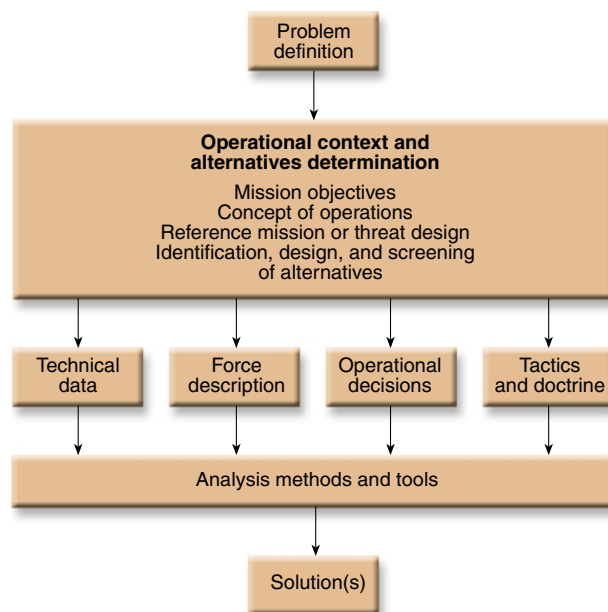 Problem
definition
Operational context and
alternatives determination
Mission objectives
Concept of operations
Reference mission or threat design
Identification, design, and screening
of alternatives
Technical
data
Force
description
Operational
decisions
Tactics
and doctrine
Analysis methods and tools
Solution(s)